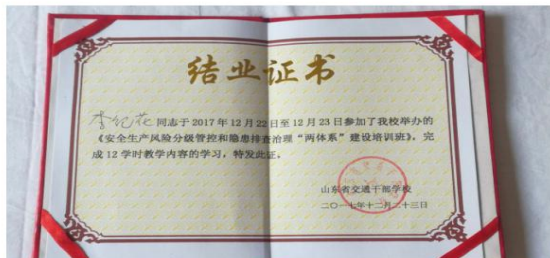 结业证书
李纪花同志于2017年12月22日至12月23日参加了我校举办的
《安全生产风险分级管控和隐患排查治理“两体系”建设培训班》，完
成12学时教学内容的学习，特发此证。
山东省交通干部学校
二〇一七年十二月二十三日